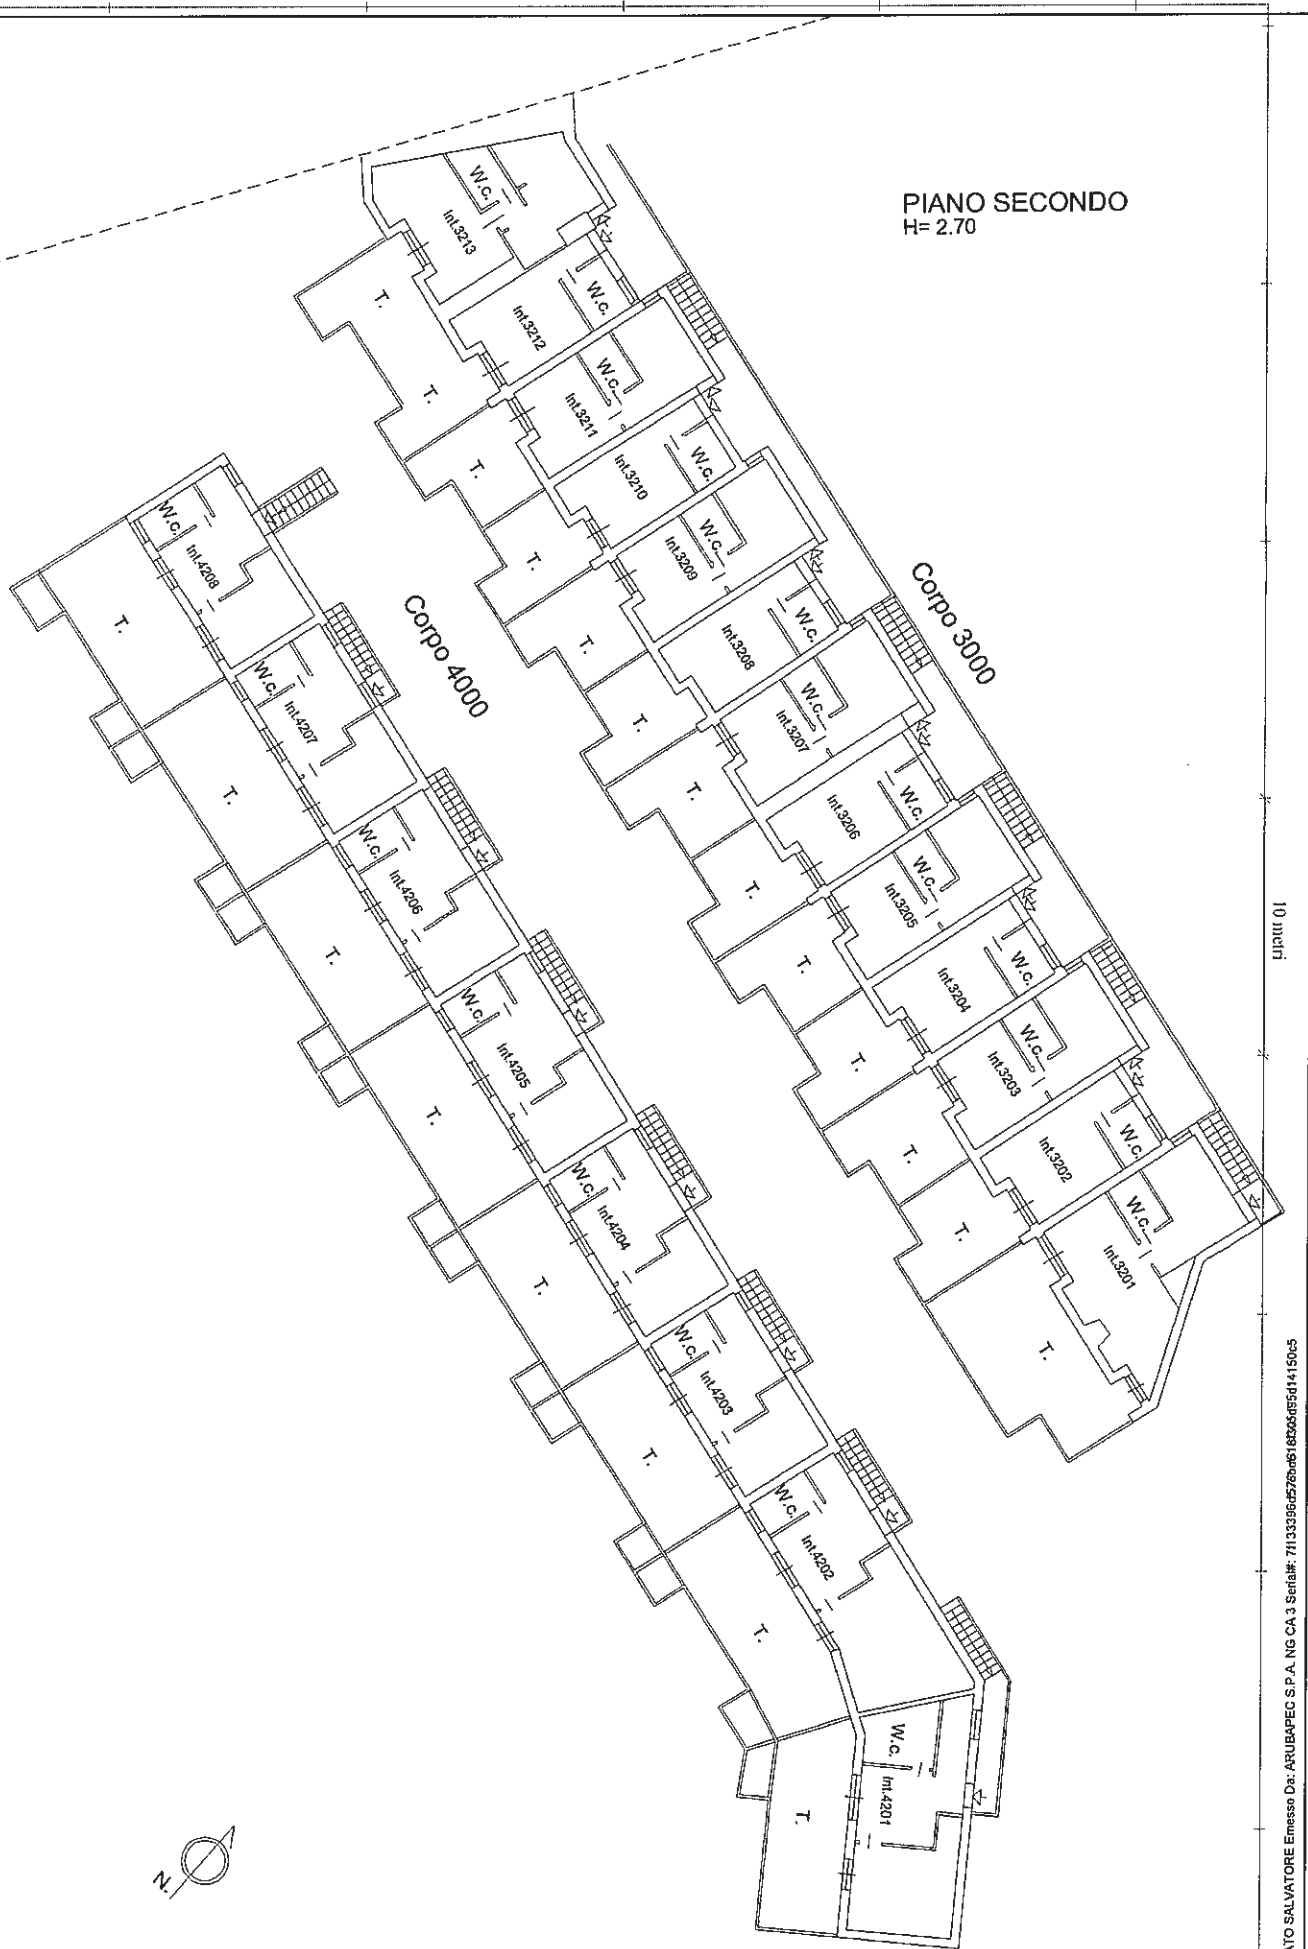 PIANO SECONDO
H= 2.70
Corpo 3000
W.c.
Int.3213
T.
W.c.
Int.3212
T.
W.c.
Int.3211
T.
W.c.
Int.3210
T.
W.c.
Int.3209
T.
W.c.
Int.3208
T.
W.c.
Int.3207
T.
W.c.
Int.3206
T.
W.c.
Int.3205
T.
W.c.
Int.3204
T.
W.c.
Int.3203
T.
W.c.
Int.3202
T.
W.c.
Int.3201
T.
Corpo 4000
W.c.
Int.4208
T.
W.c.
Int.4207
T.
W.c.
Int.4206
T.
W.c.
Int.4205
T.
W.c.
Int.4204
T.
W.c.
Int.4203
T.
W.c.
Int.4202
T.
W.c.
Int.4201
T.
N.
10 metri
ATO SALVATORE Emesso Da: ARUBAPEC S.P.A. NG CA 3 Serial#: